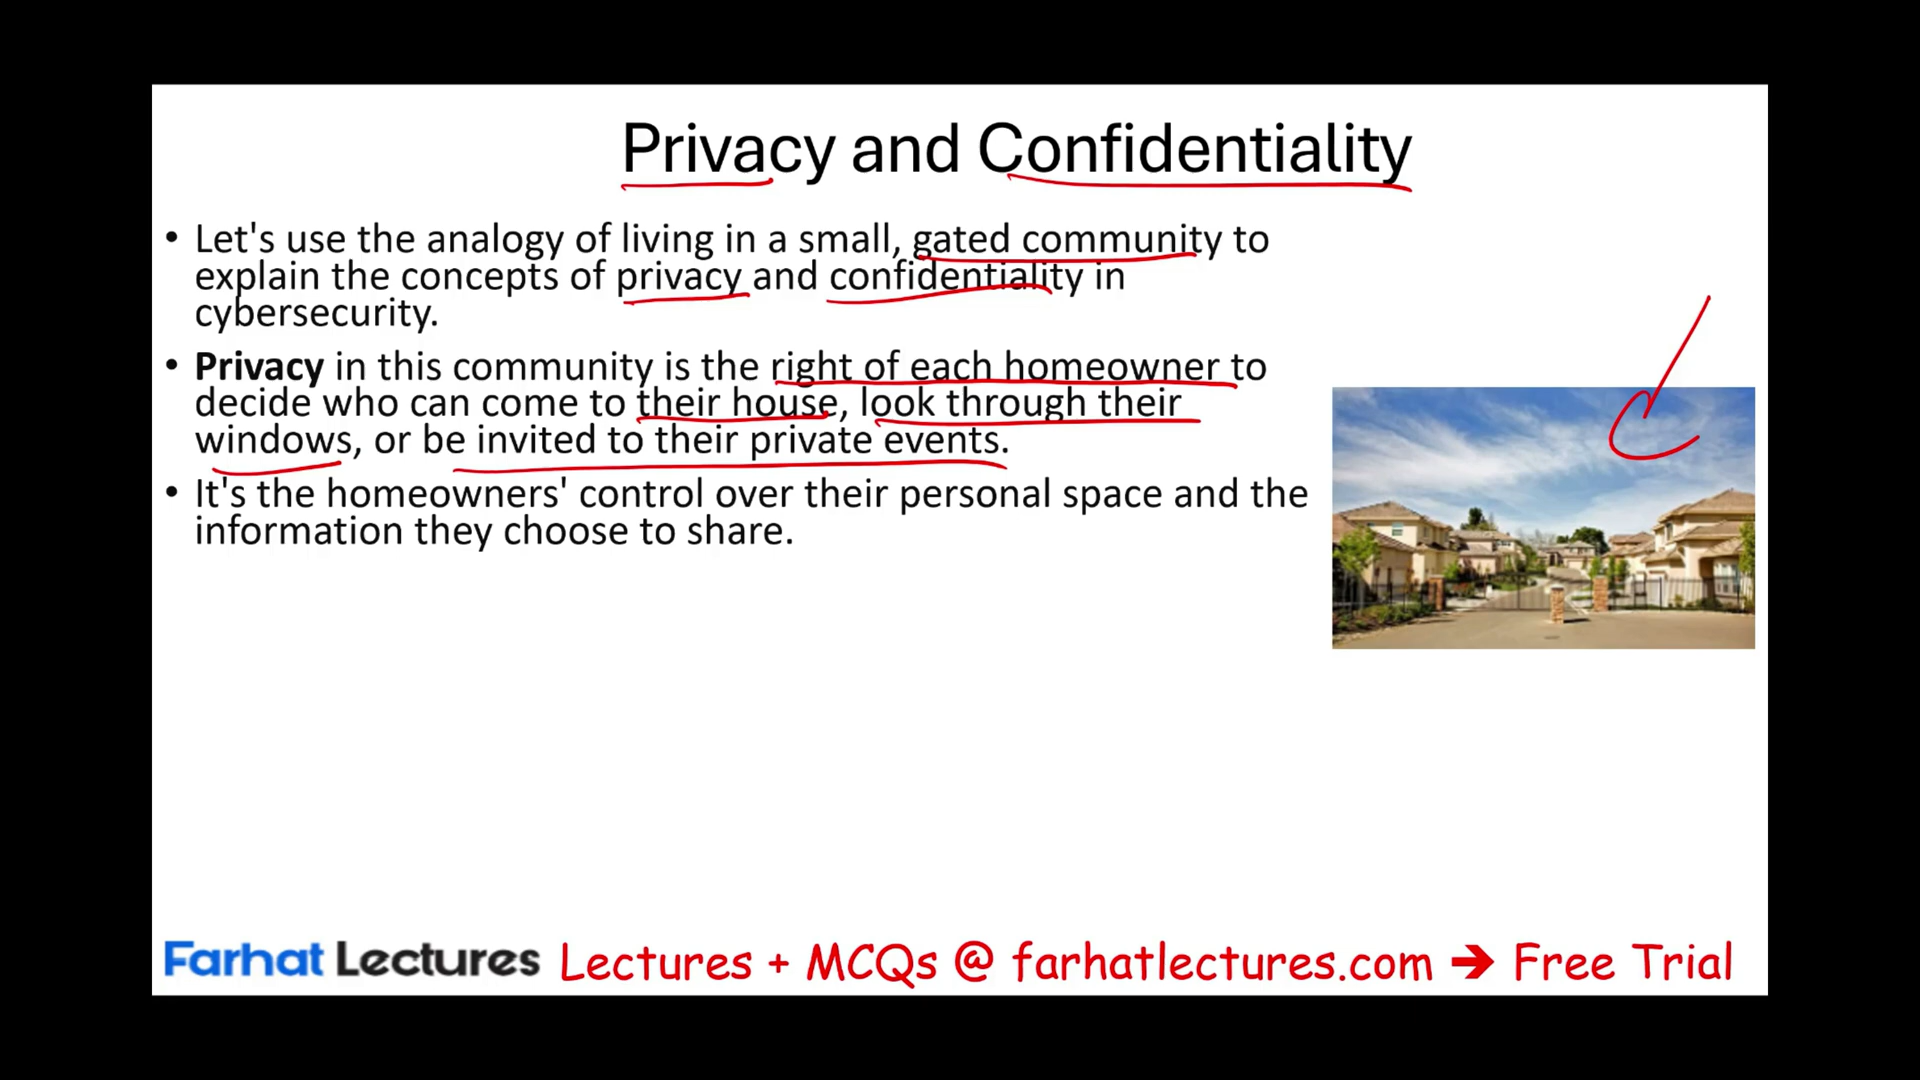 Privacy and Confidentiality
• Let's use the analogy of living in a small, gated community to
explain the concepts of privacy and confidentiality in
cybersecurity.
• Privacy in this community is the right of each homeowner to
decide who can come to their house, look through their
windows, or be invited to their private events.
• It's the homeowners' control over their personal space and the
information they choose to share.
Farhat Lectures Lectures + MCQs @ farhatlectures.com ➔ Free Trial